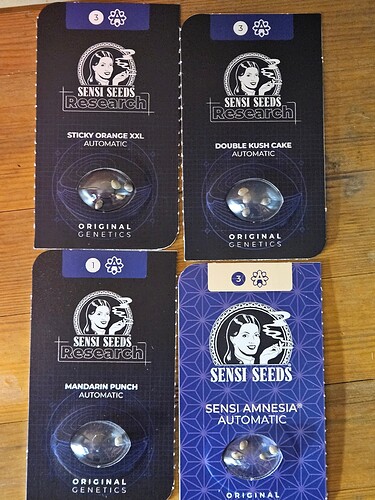 3
SENSI SEEDS
Research
STICKY ORANGE XXL
AUTOMATIC
ORIGINAL
GENETICS
3
SENSI SEEDS
Research
DOUBLE KUSH CAKE
AUTOMATIC
ORIGINAL
GENETICS
1
SENSI SEEDS
Research
MANDARIN PUNCH
AUTOMATIC
ORIGINAL
GENETICS
3
SENSI SEEDS
SENSI AMNESIA®
AUTOMATIC
ORIGINAL